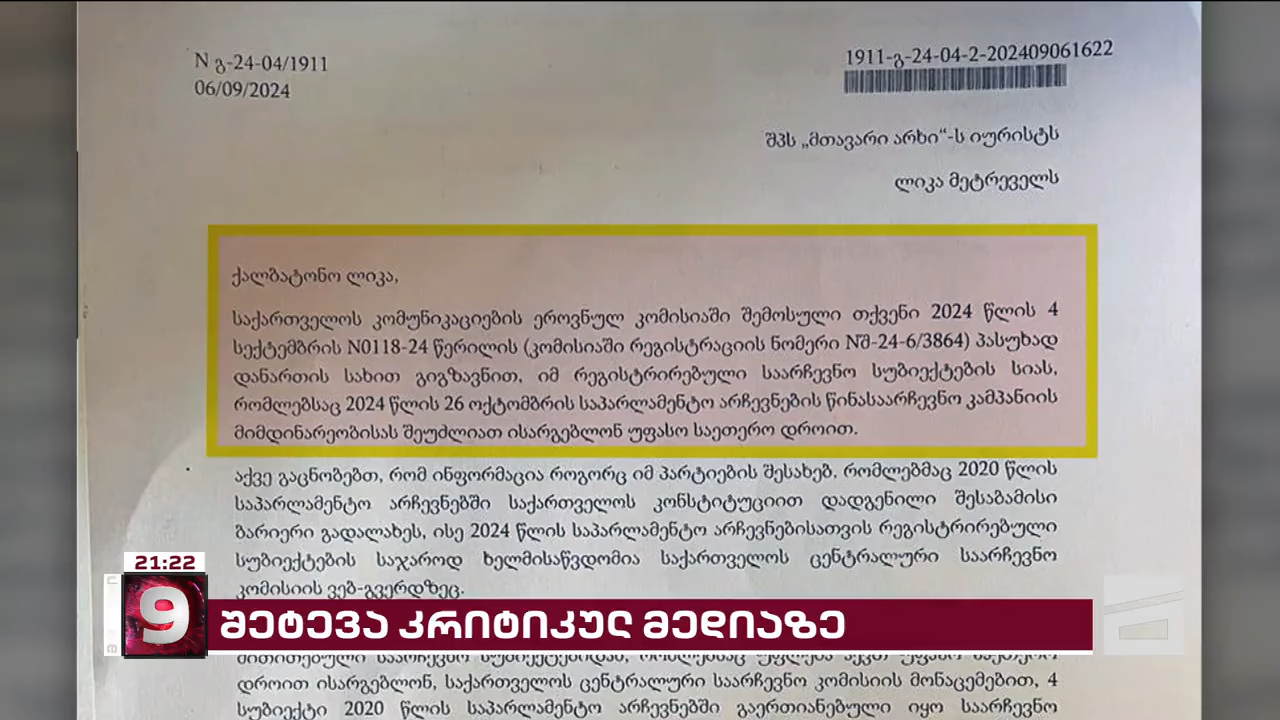 N გ-24-04/1911
1911-გ-24-04-2-202409061622
06/09/2024
შპს „მთავარი არხი“-ს იურისტს
ლიკა მეტრეველს
ქალბატონო ლიკა,
საქართველოს კომუნიკაციების ეროვნულ კომისიაში შემოსული თქვენი 2024 წლის 4
სექტემბრის N0118-24 წერილის (კომისიაში რეგისტრაციის ნომერი Nშ-24-6/3864) პასუხად
დანართის სახით გიგზავნით, იმ რეგისტრირებული საარჩევნო სუბიექტების სიას,
რომლებსაც 2024 წლის 26 ოქტომბრის საპარლამენტო არჩევნების წინასაარჩევნო კამპანიის
მიმდინარეობისას შეუძლიათ ისარგებლონ უფასო საეთერო დროით.
აქვე გაცნობებთ, რომ ინფორმაცია როგორც იმ პარტიების შესახებ, რომლებმაც 2020 წლის
საპარლამენტო არჩევნებში საქართველოს კონსტიტუციით დადგენილი შესაბამისი
ბარიერი გადალახეს, ისე 2024 წლის საპარლამენტო არჩევნებისათვის რეგისტრირებული
სუბიექტების საჯაროდ ხელმისაწვდომია საქართველოს ცენტრალური საარჩევნო
კომისიის ვებ-გვერდზეც.
21:22
9
შეტევა კრიტიკულ მედიაზე
დროით ისარგებლონ, საქართველოს ცენტრალური საარჩევნო კომისიის მონაცემებით, 4
სუბიექტი 2020 წლის საპარლამენტო არჩევნებში გაერთიანებული იყო საარჩევნო